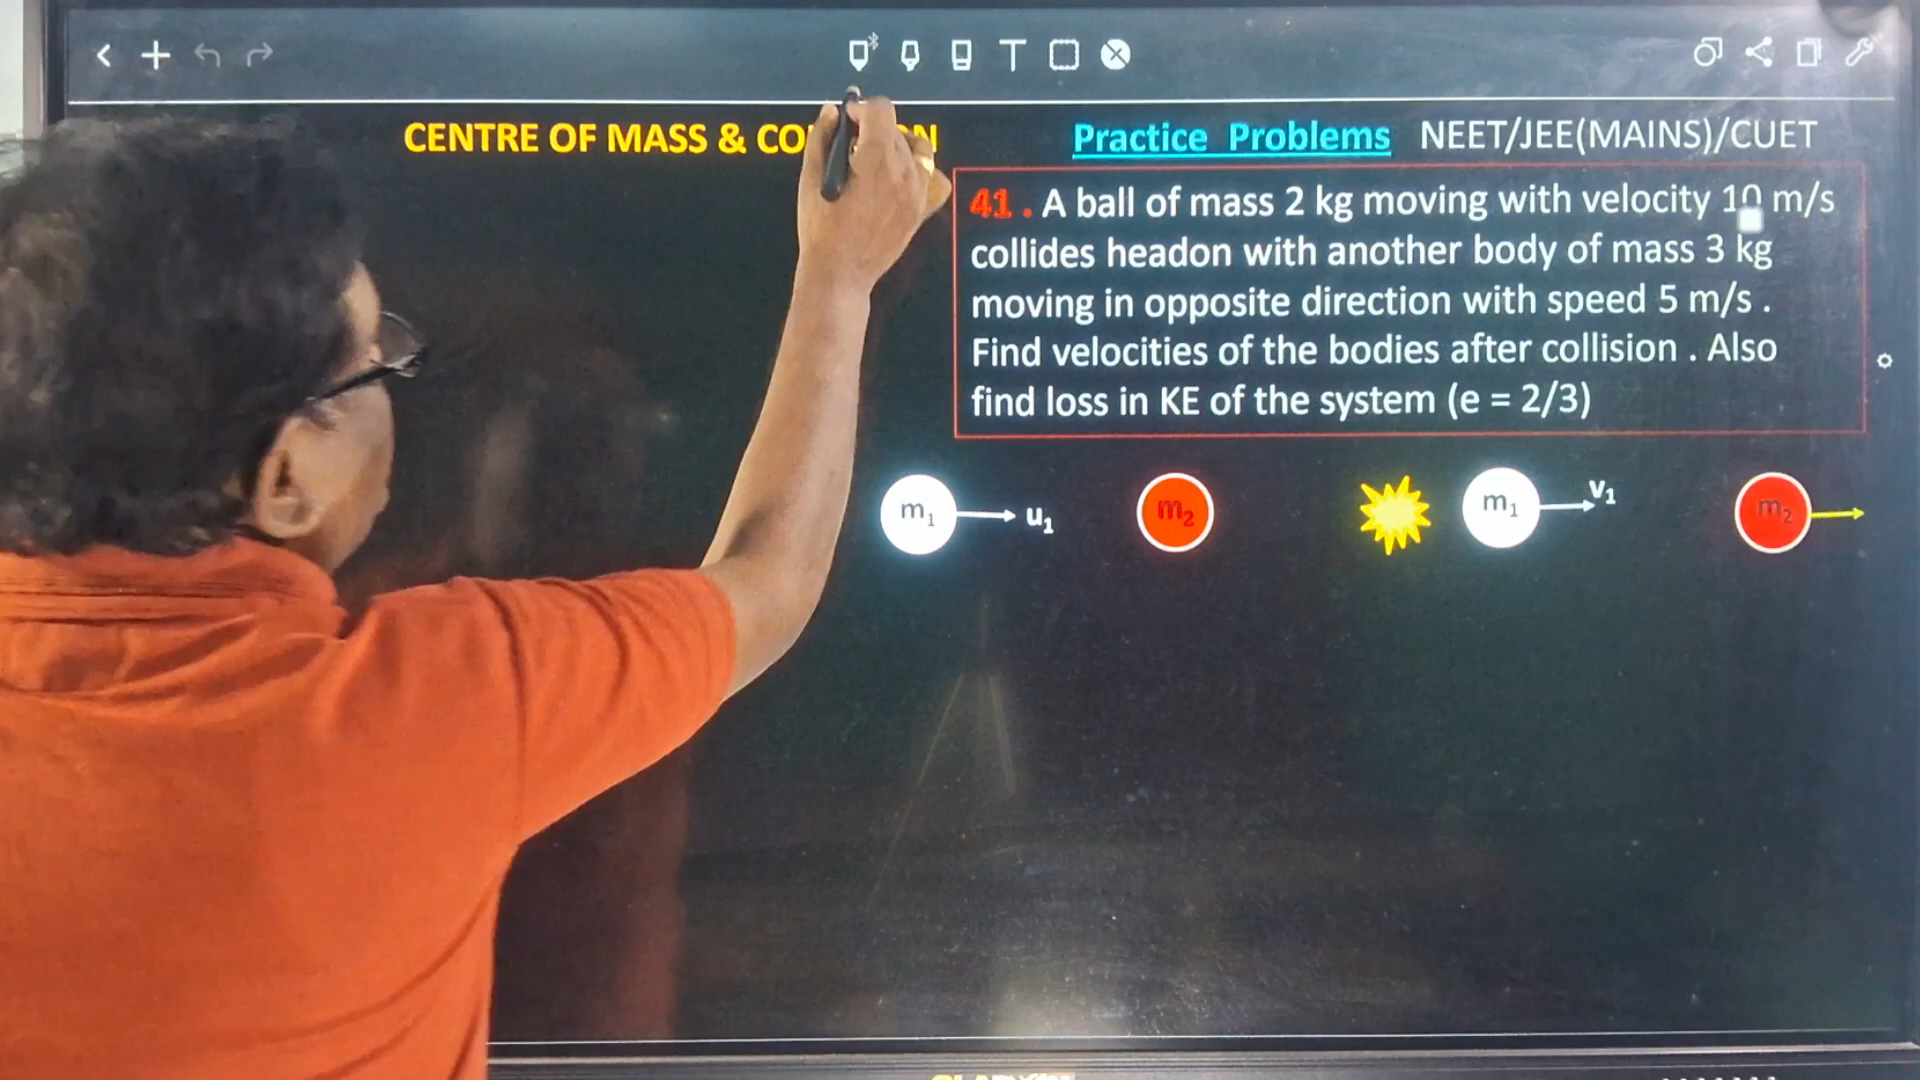 CENTRE OF MASS & CO N
Practice Problems NEET/JEE(MAINS)/CUET
41 . A ball of mass 2 kg moving with velocity 10 m/s
collides headon with another body of mass 3 kg
moving in opposite direction with speed 5 m/s .
Find velocities of the bodies after collision . Also
find loss in KE of the system (e = 2/3)
m₁ u₁ m₂ m₁ v₁ m₂